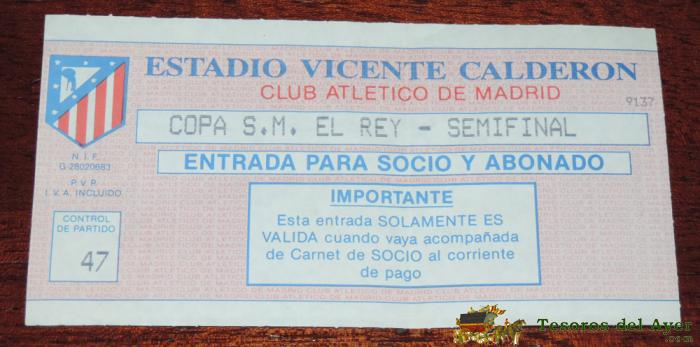 ESTADIO VICENTE CALDERON
CLUB ATLETICO DE MADRID
9137
COPA S.M. EL REY - SEMIFINAL
ENTRADA PARA SOCIO Y ABONADO
N.I.F.
G-28020683
P.V.P.
I.V.A. INCLUIDO
CONTROL
DE PARTIDO
47
IMPORTANTE
Esta entrada SOLAMENTE ES
VALIDA cuando vaya acompañada
de Carnet de SOCIO al corriente
de pago
Tesoros del Ayer
.com